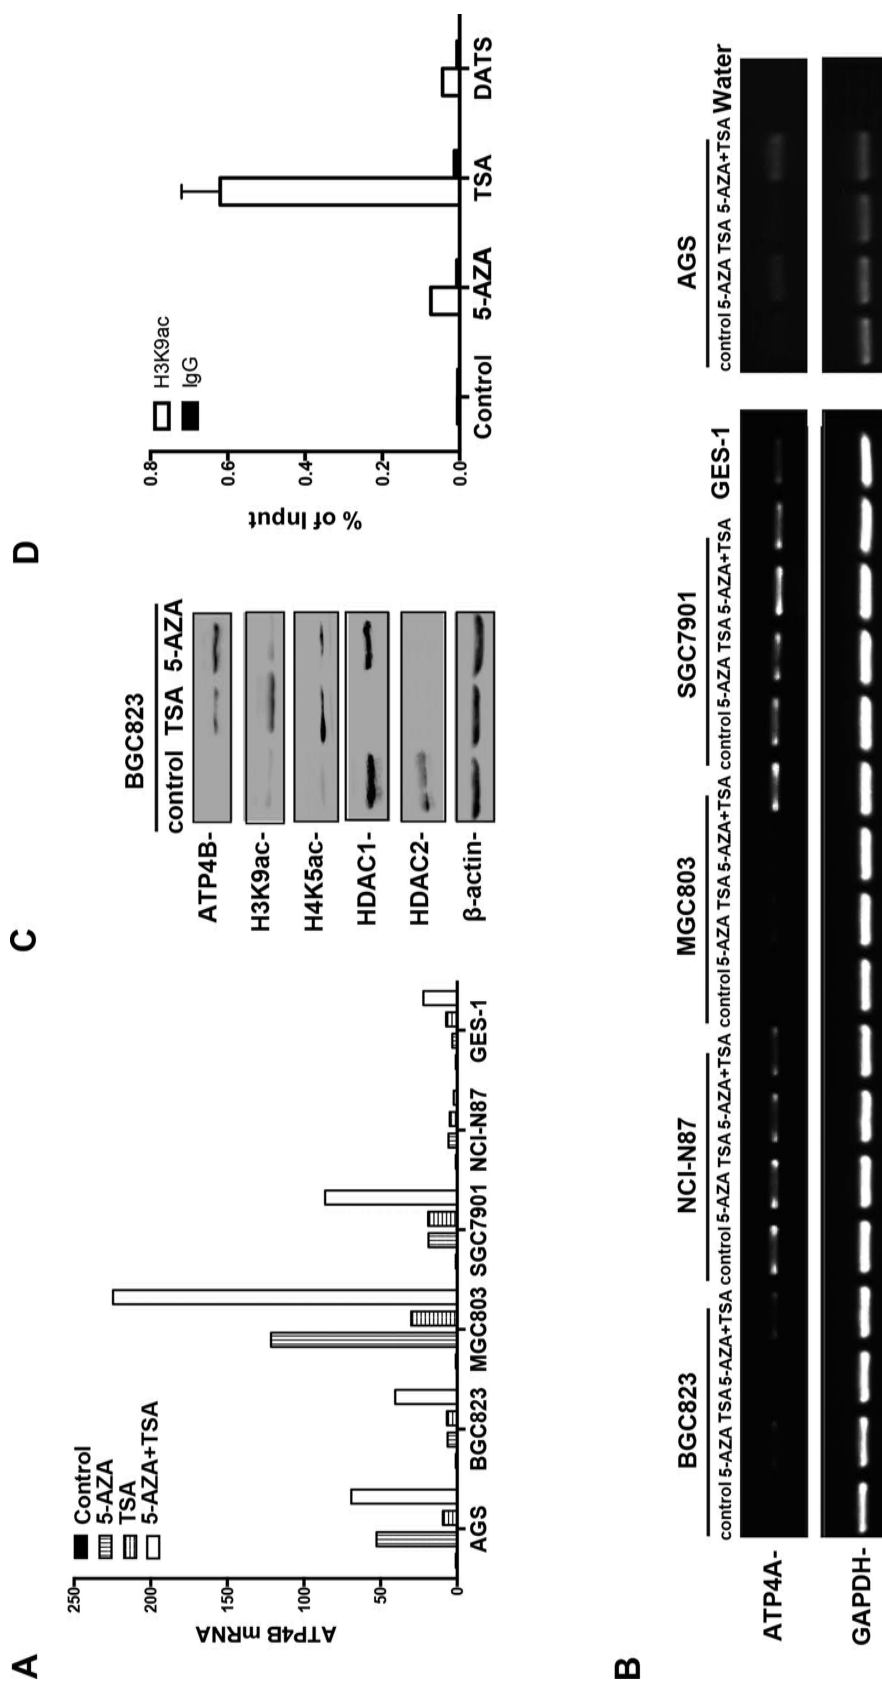 A
ATP4B mRNA
250
200
150
100
50
0
Control
5-AZA
TSA
5-AZA+TSA
AGS BGC823 MGC803 SGC7901 NCI-N87 GES-1
C
BGC823
control TSA 5-AZA
ATP4B-
H3K9ac-
H4K5ac-
HDAC1-
HDAC2-
β-actin-
D
% of Input
0.8
0.6
0.4
0.2
0.0
H3K9ac
IgG
Control 5-AZA TSA DATS
B
BGC823 NCI-N87 MGC803 SGC7901 GES-1 AGS
control 5-AZA TSA 5-AZA+TSA control 5-AZA TSA 5-AZA+TSA control 5-AZA TSA 5-AZA+TSA control 5-AZA TSA 5-AZA+TSA control 5-AZA TSA 5-AZA+TSA Water
ATP4A-
GAPDH-